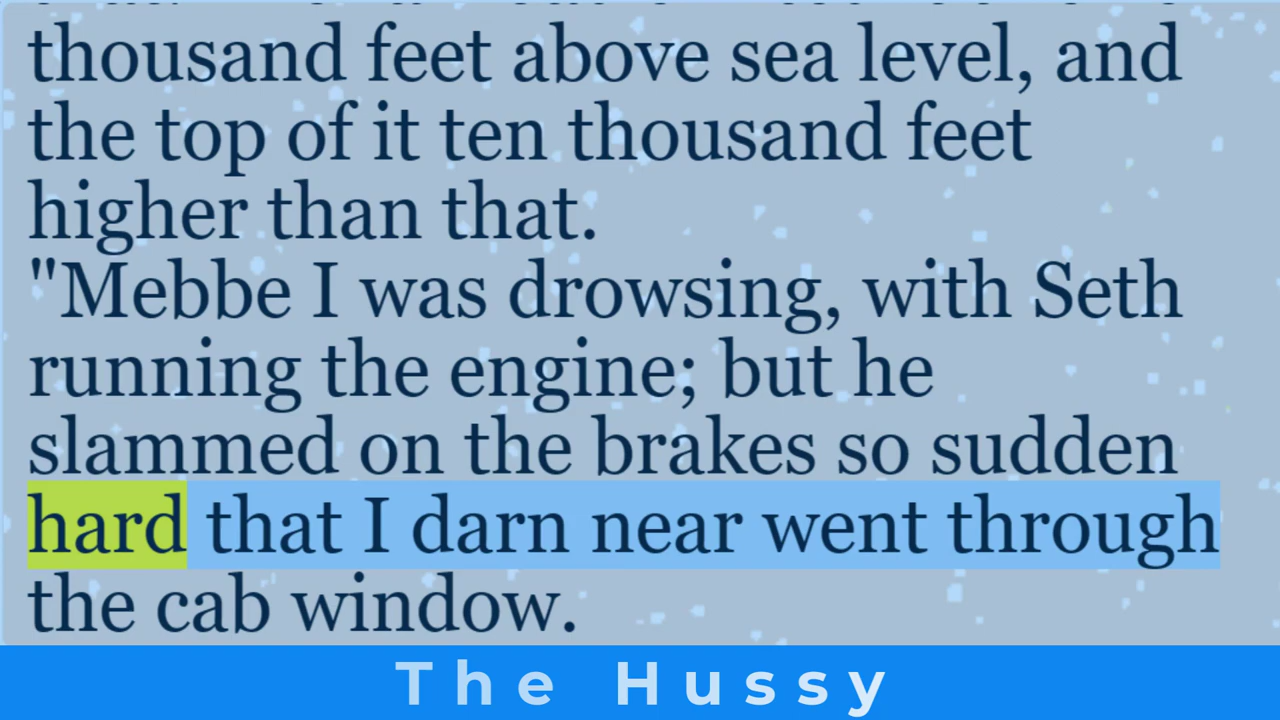 thousand feet above sea level, and
the top of it ten thousand feet
higher than that.
"Mebbe I was drowsing, with Seth
running the engine; but he
slammed on the brakes so sudden
hard that I darn near went through
the cab window.
The Hussy